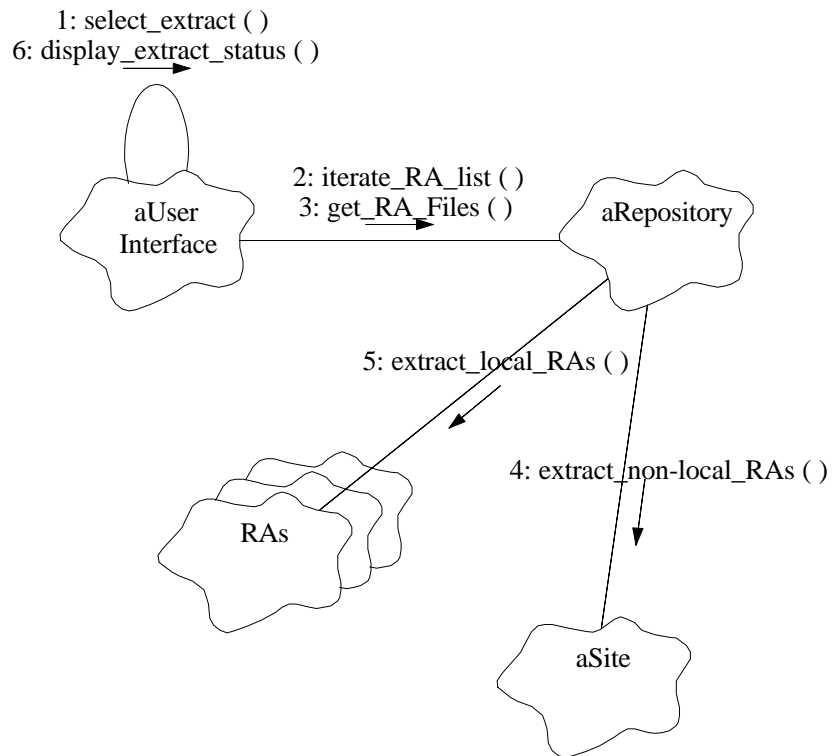 1: select_extract ( )
6: display_extract_status ( )
2: iterate_RA_list ( )
3: get_RA_Files ( )
aUser
Interface
aRepository
5: extract_local_RAs ( )
4: extract_non-local_RAs ( )
RAs
aSite